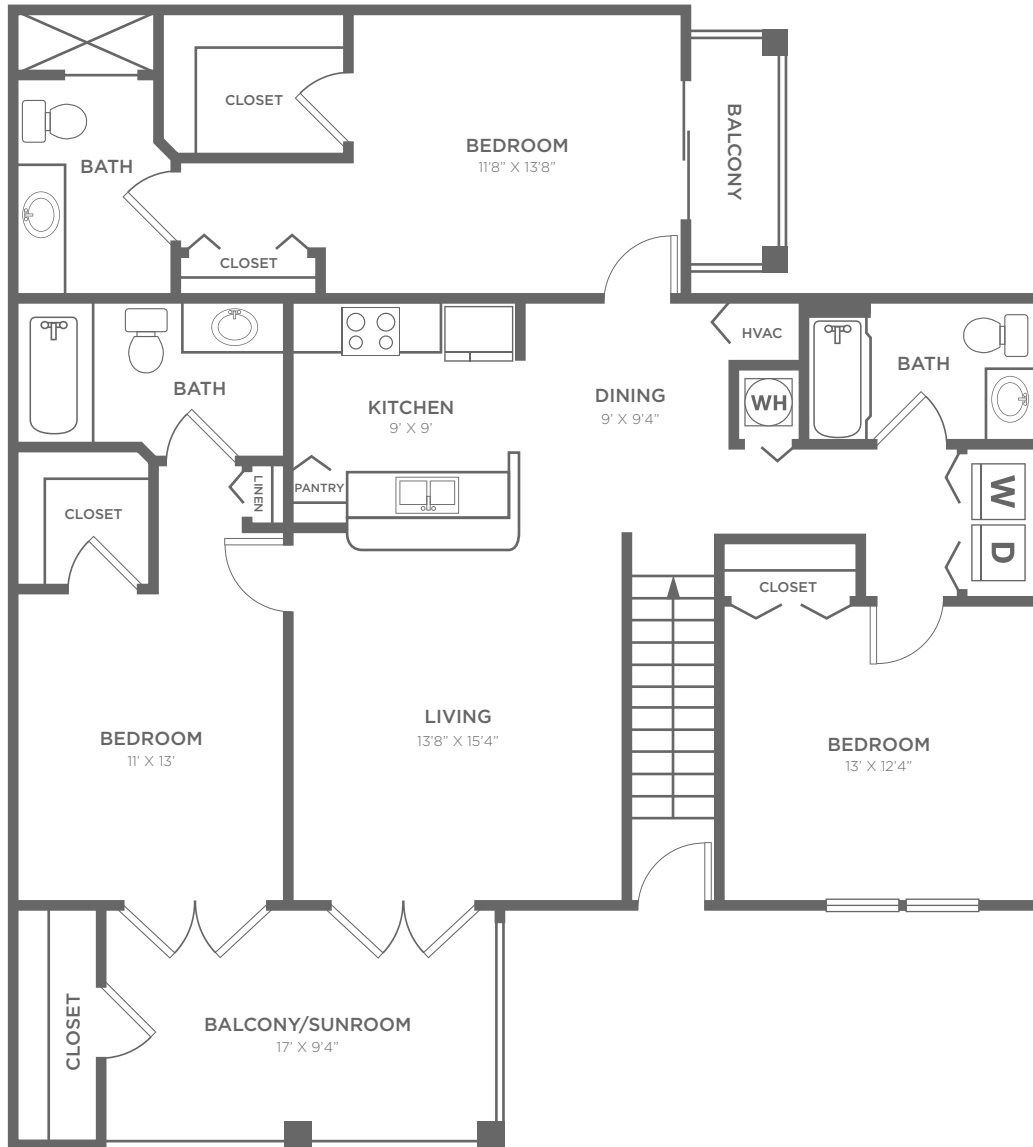 CLOSET
BEDROOM
11’8” X 13’8”
BALCONY
BATH
CLOSET
HVAC
BATH
BATH
KITCHEN
9’ X 9’
DINING
9’ X 9’4”
WH
PANTRY
LINEN
CLOSET
W
D
CLOSET
LIVING
13’8” X 15’4”
BEDROOM
11’ X 13’
BEDROOM
13’ X 12’4”
CLOSET
BALCONY/SUNROOM
17’ X 9’4”